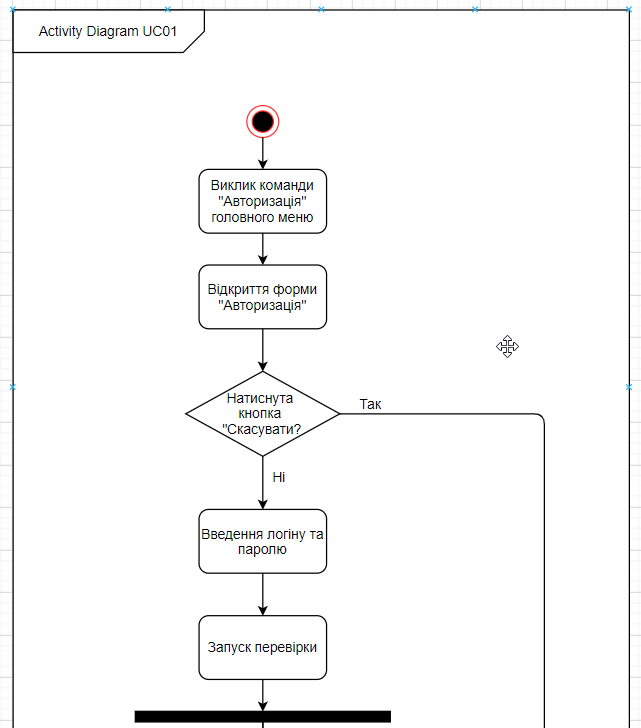 Activity Diagram UC01
Виклик команди
"Авторизація"
головного меню
Відкриття форми
"Авторизація"
Натиснута
кнопка
"Скасувати?
Так
Ні
Введення логіну та
паролю
Запуск перевірки